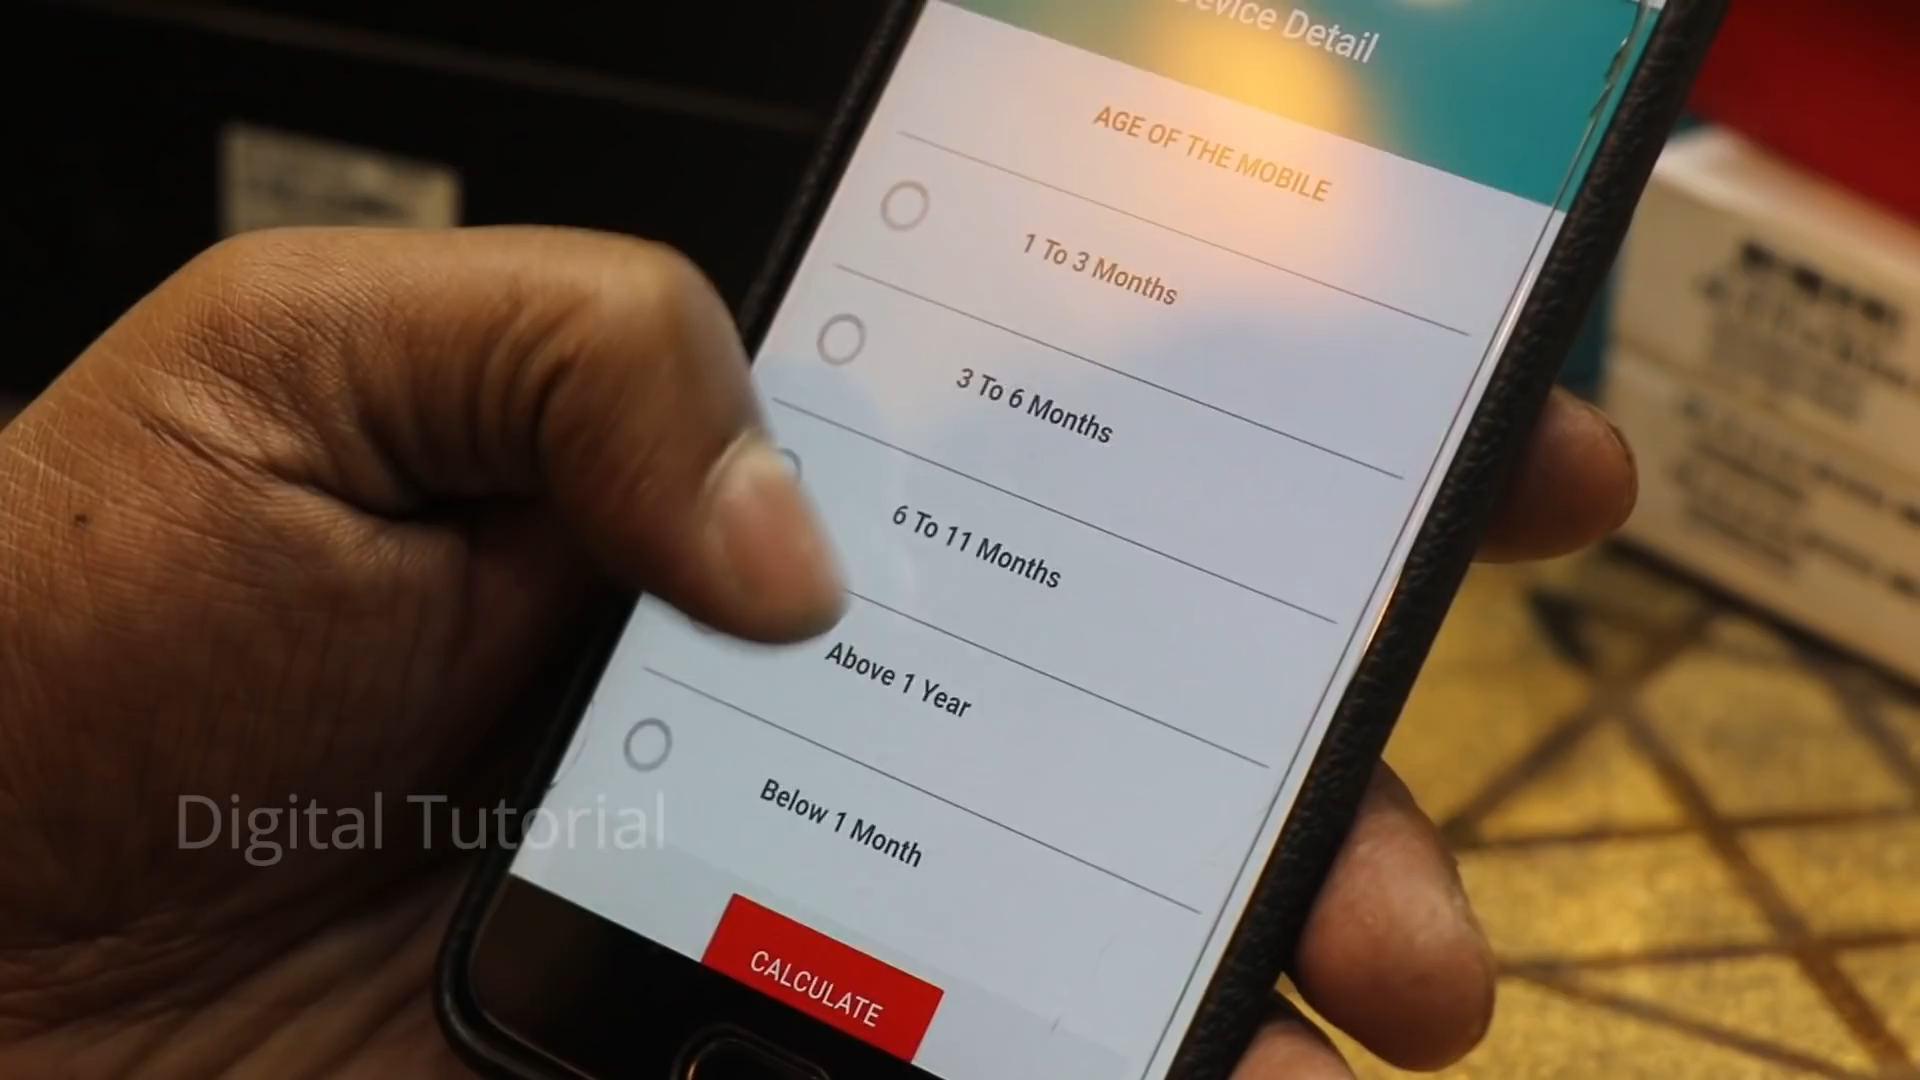 Device Detail
AGE OF THE MOBILE
1 To 3 Months
3 To 6 Months
6 To 11 Months
Above 1 Year
Below 1 Month
CALCULATE
Digital Tutorial